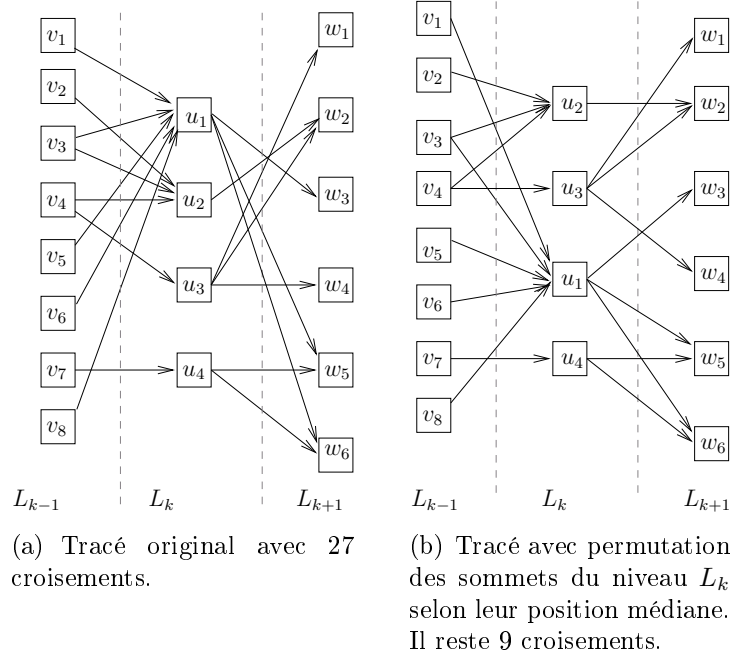 v1
v2
v3
v4
v5
v6
v7
v8
u1
u2
u3
u4
w1
w2
w3
w4
w5
w6
Lk-1
Lk
Lk+1
(a) Tracé original avec 27
croisements.
v1
v2
v3
v4
v5
v6
v7
v8
u2
u3
u1
u4
w1
w2
w3
w4
w5
w6
Lk-1
Lk
Lk+1
(b) Tracé avec permutation
des sommets du niveau Lk
selon leur position médiane.
Il reste 9 croisements.